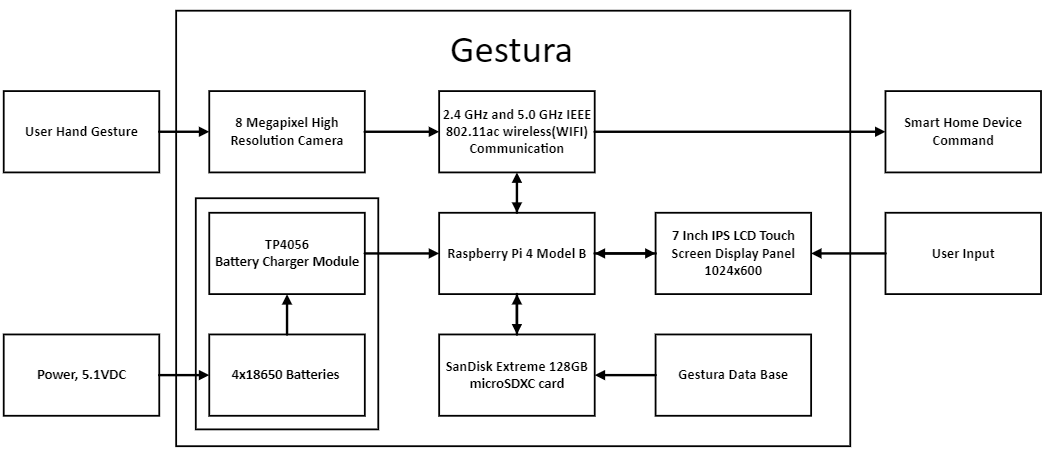 Gestura
User Hand Gesture
8 Megapixel High
Resolution Camera
2.4 GHz and 5.0 GHz IEEE
802.11ac wireless(WIFI)
Communication
Smart Home Device
Command
TP4056
Battery Charger Module
Raspberry Pi 4 Model B
7 Inch IPS LCD Touch
Screen Display Panel
1024x600
User Input
Power, 5.1VDC
4x18650 Batteries
SanDisk Extreme 128GB
microSDXC card
Gestura Data Base